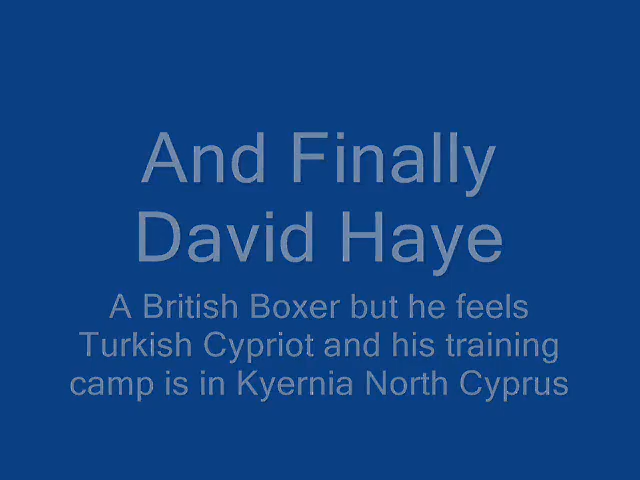 And Finally
David Haye
A British Boxer but he feels
Turkish Cypriot and his training
camp is in Kyernia North Cyprus